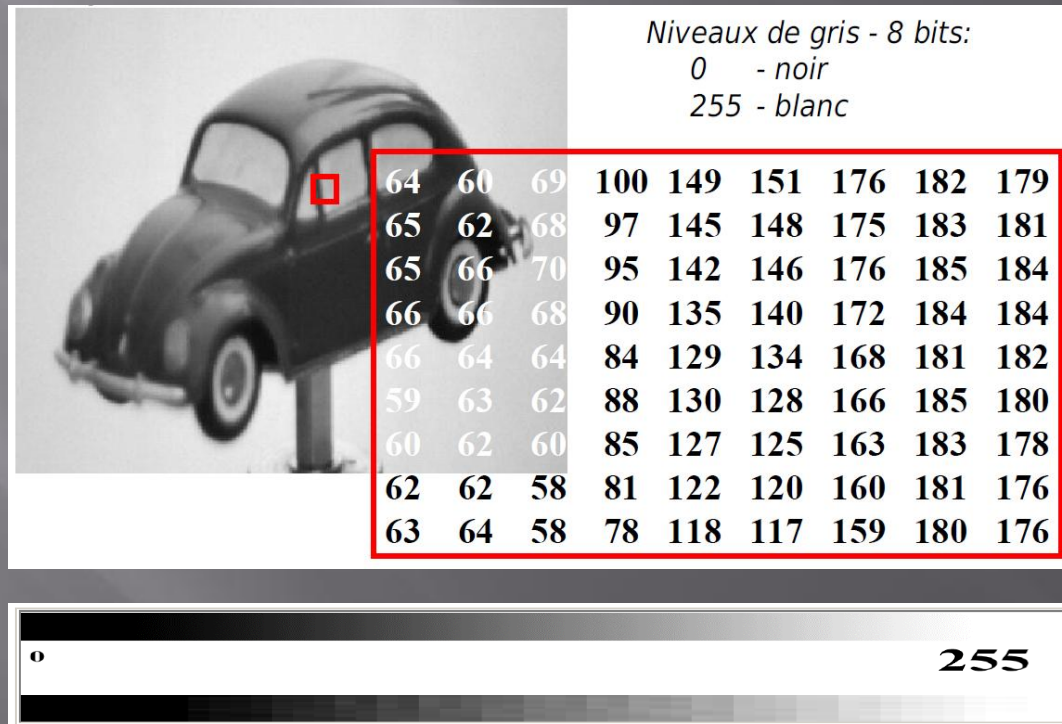 Niveaux de gris - 8 bits:
0 - noir
255 - blanc
64 60 69 100 149 151 176 182 179
65 62 68 97 145 148 175 183 181
65 66 70 95 142 146 176 185 184
66 66 68 90 135 140 172 184 184
66 64 64 84 129 134 168 181 182
59 63 62 88 130 128 166 185 180
60 62 60 85 127 125 163 183 178
62 62 58 81 122 120 160 181 176
63 64 58 78 118 117 159 180 176
0 255